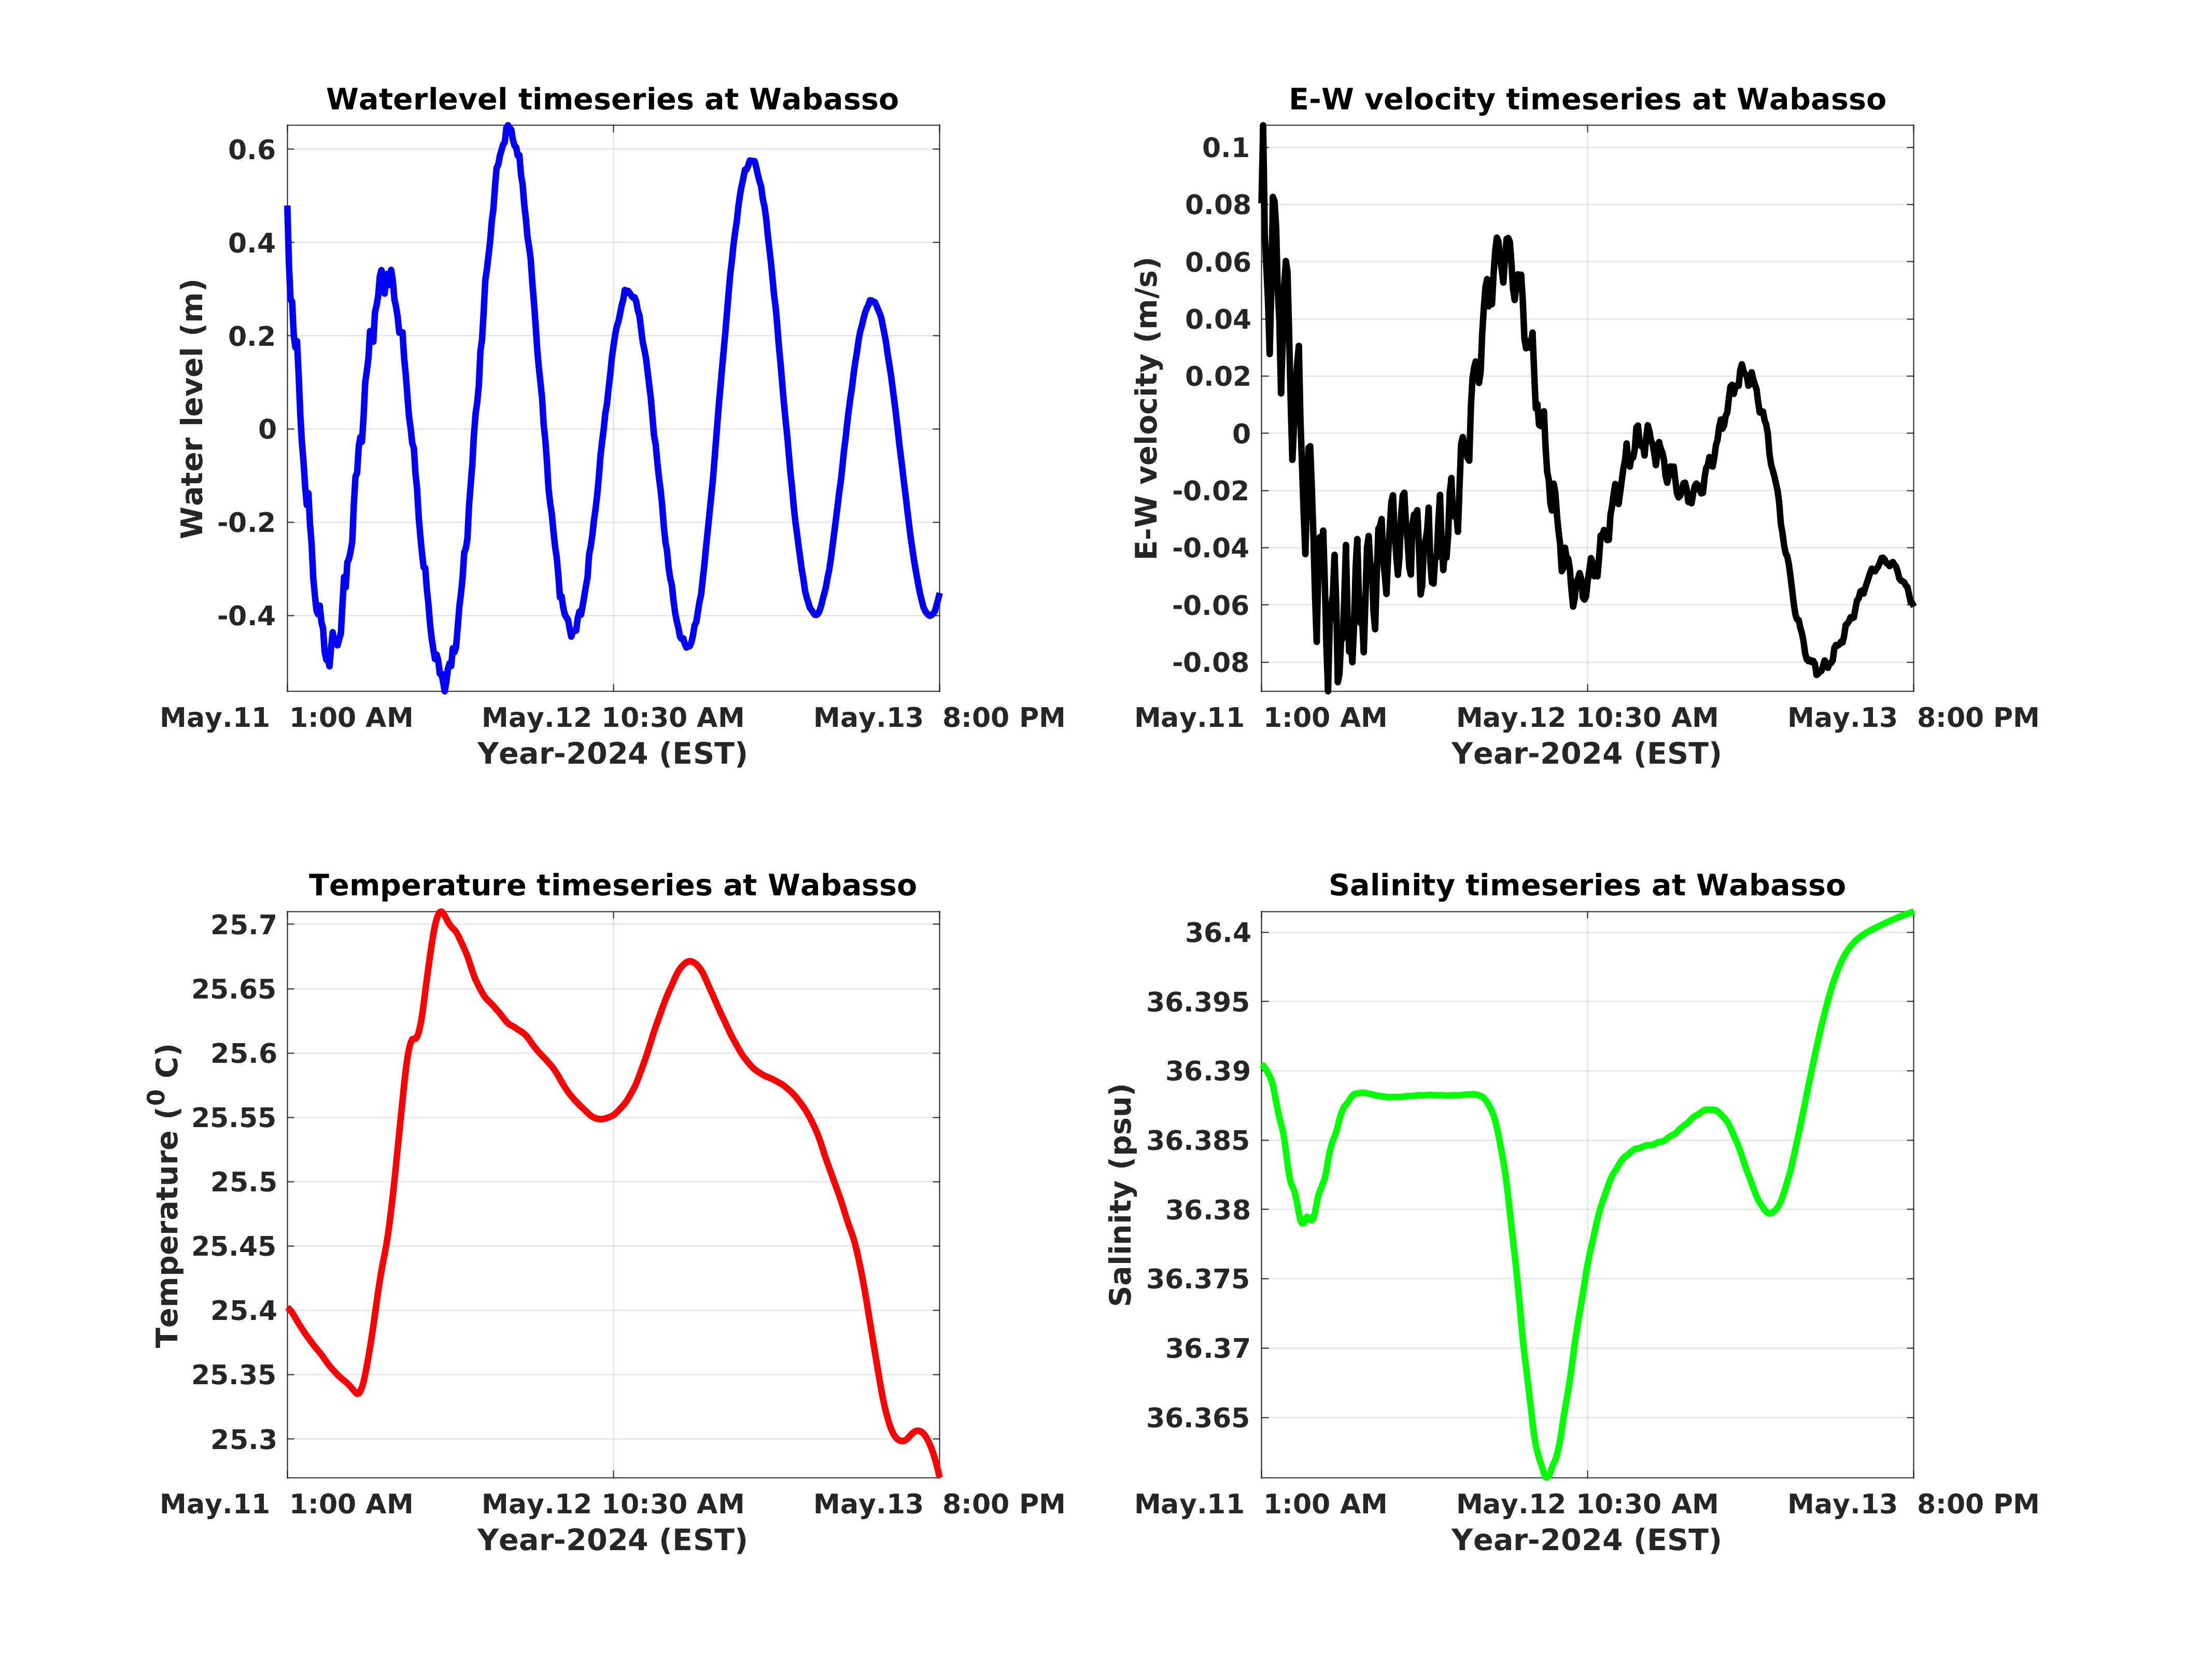 Waterlevel timeseries at Wabasso
0.6
0.4
0.2
0
-0.2
-0.4
Water level (m)
May.11  1:00 AM
May.12 10:30 AM
May.13  8:00 PM
Year-2024 (EST)
E-W velocity timeseries at Wabasso
0.1
0.08
0.06
0.04
0.02
0
-0.02
-0.04
-0.06
-0.08
E-W velocity (m/s)
May.11  1:00 AM
May.12 10:30 AM
May.13  8:00 PM
Year-2024 (EST)
Temperature timeseries at Wabasso
25.7
25.65
25.6
25.55
25.5
25.45
25.4
25.35
25.3
Temperature (⁰ C)
May.11  1:00 AM
May.12 10:30 AM
May.13  8:00 PM
Year-2024 (EST)
Salinity timeseries at Wabasso
36.4
36.395
36.39
36.385
36.38
36.375
36.37
36.365
Salinity (psu)
May.11  1:00 AM
May.12 10:30 AM
May.13  8:00 PM
Year-2024 (EST)